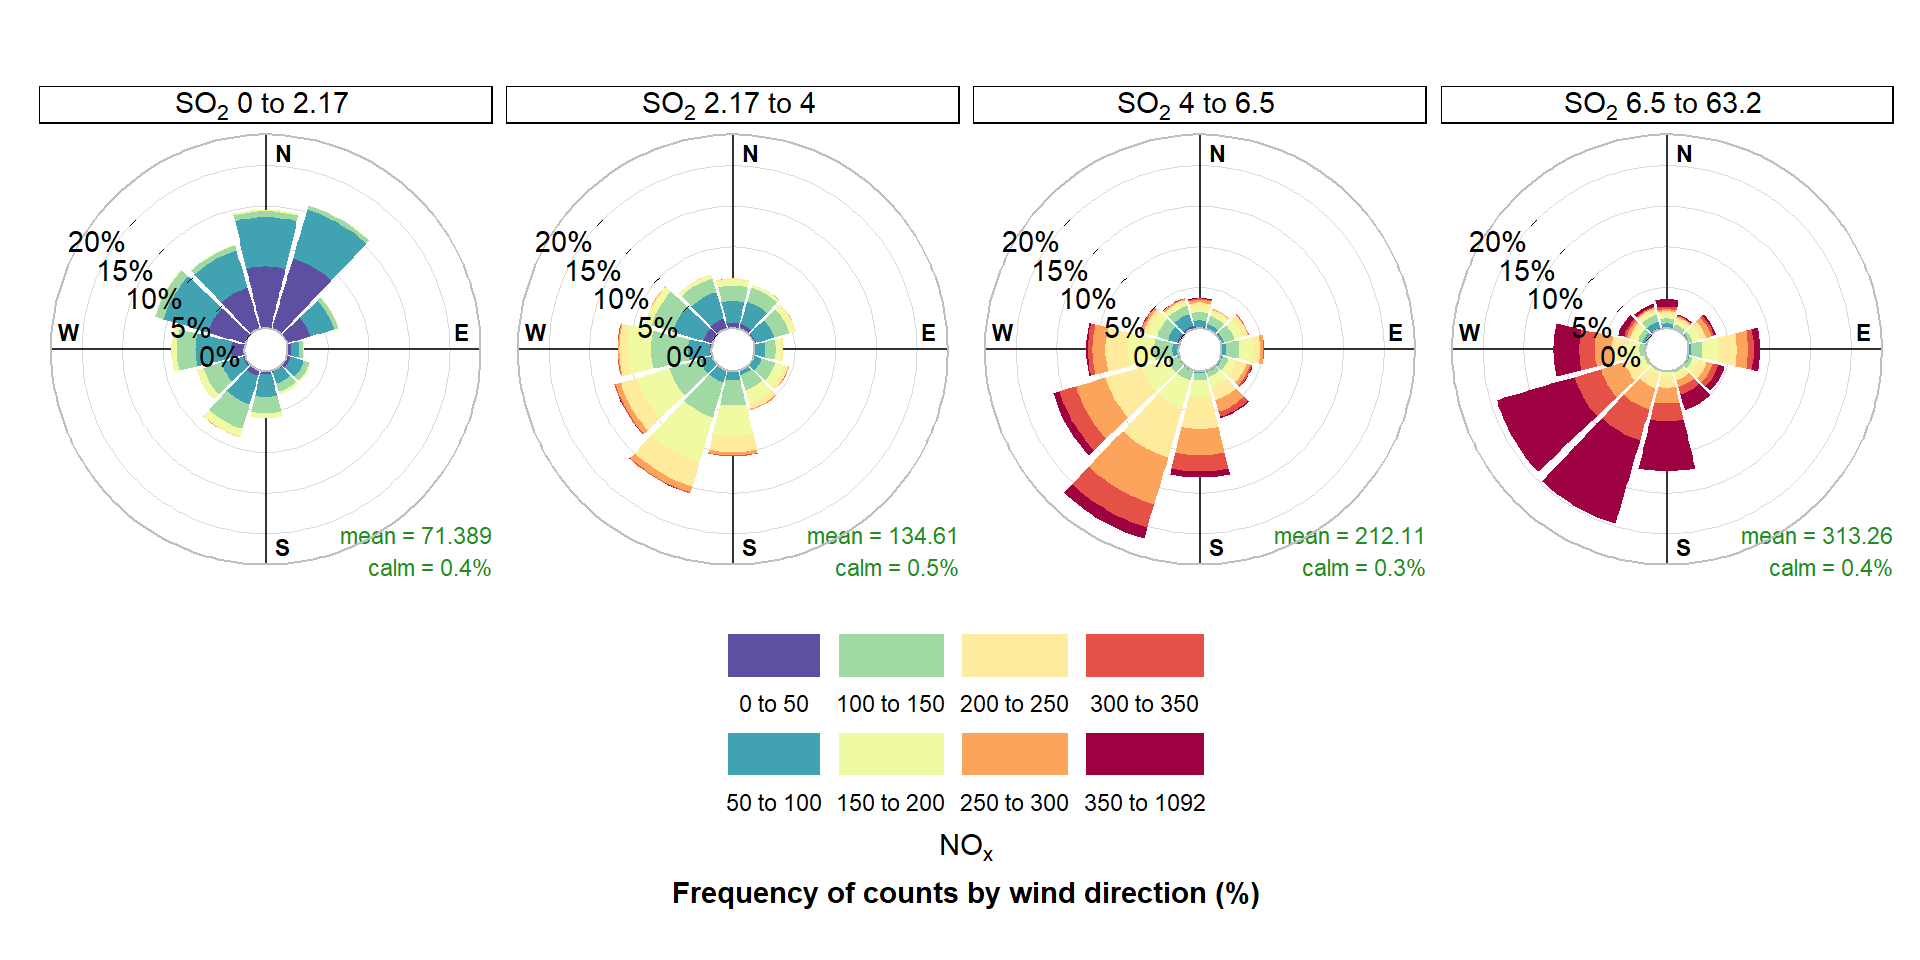 SO₂ 0 to 2.17
SO₂ 2.17 to 4
SO₂ 4 to 6.5
SO₂ 6.5 to 63.2
N
20%
15%
10%
5%
0%
W
E
S
mean = 71.389
calm = 0.4%
N
20%
15%
10%
5%
0%
W
E
S
mean = 134.61
calm = 0.5%
N
20%
15%
10%
5%
0%
W
E
S
mean = 212.11
calm = 0.3%
N
20%
15%
10%
5%
0%
W
E
S
mean = 313.26
calm = 0.4%
0 to 50 100 to 150 200 to 250 300 to 350
50 to 100 150 to 200 250 to 300 350 to 1092
NOₓ
Frequency of counts by wind direction (%)